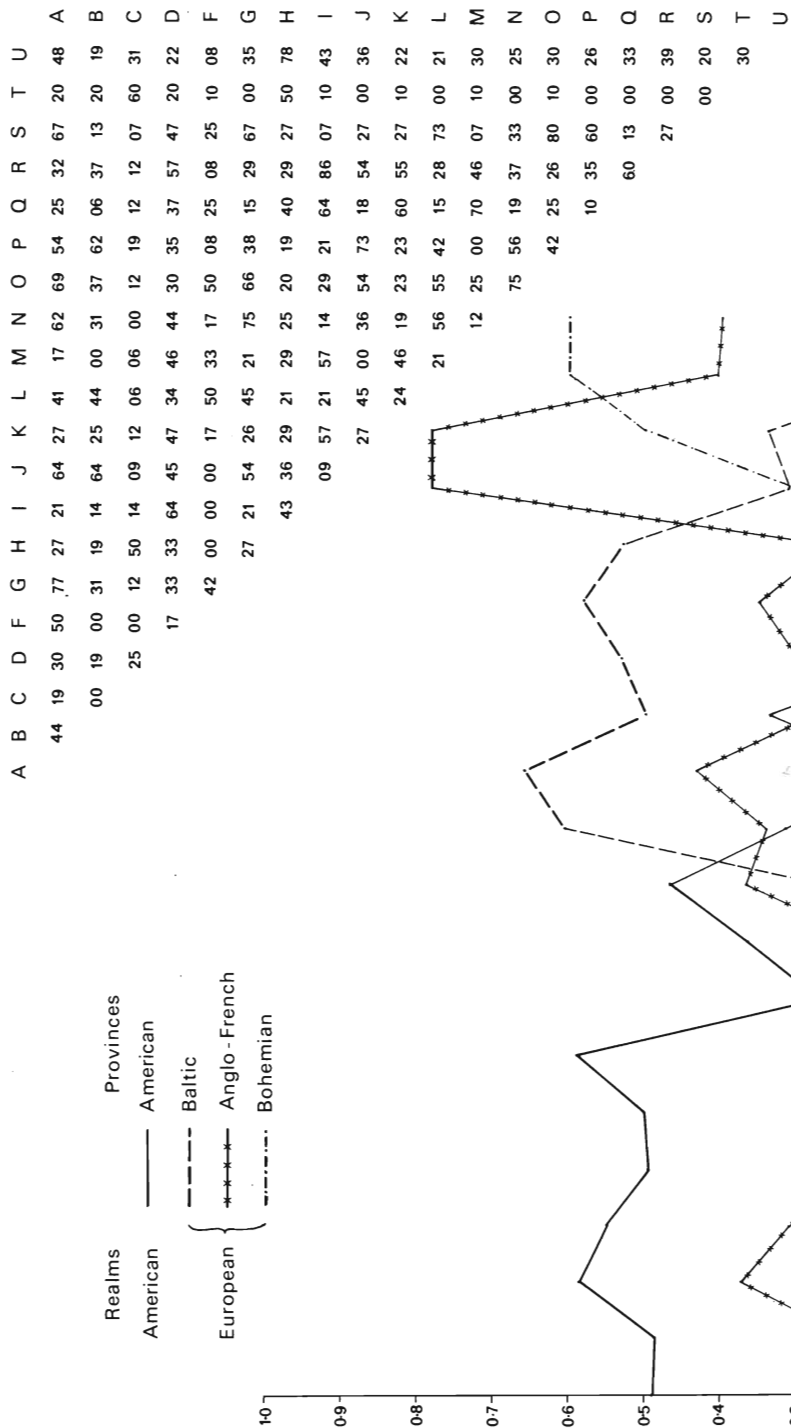 A B C D F G H I J K L M N O P Q R S T U
44 19 30 50 77 27 21 64 27 41 17 62 69 54 25 32 67 20 48 A
00 19 00 31 19 14 64 25 44 00 31 37 62 06 37 13 20 19 B
25 00 12 50 14 09 12 06 06 00 12 19 12 12 07 60 31 C
17 33 33 64 45 47 34 46 44 30 35 37 57 47 20 22 D
42 00 00 00 17 50 33 17 50 08 25 08 25 10 08 F
27 21 54 26 45 21 75 66 38 15 29 67 00 35 G
43 36 29 21 29 25 20 19 40 29 27 50 78 H
09 57 21 57 14 29 21 64 86 07 10 43 I
27 45 00 36 54 73 18 54 27 00 36 J
24 46 19 23 23 60 55 27 10 22 K
21 56 55 42 15 28 73 00 21 L
12 25 00 70 46 07 10 30 M
75 56 19 37 33 00 25 N
42 25 26 80 10 30 O
10 35 60 00 26 P
60 13 00 33 Q
27 00 39 R
00 20 S
30 T
U
Realms Provinces
American American
Baltic
European Anglo-French
Bohemian
1·0
0·9
0·8
0·7
0·6
0·5
0·4